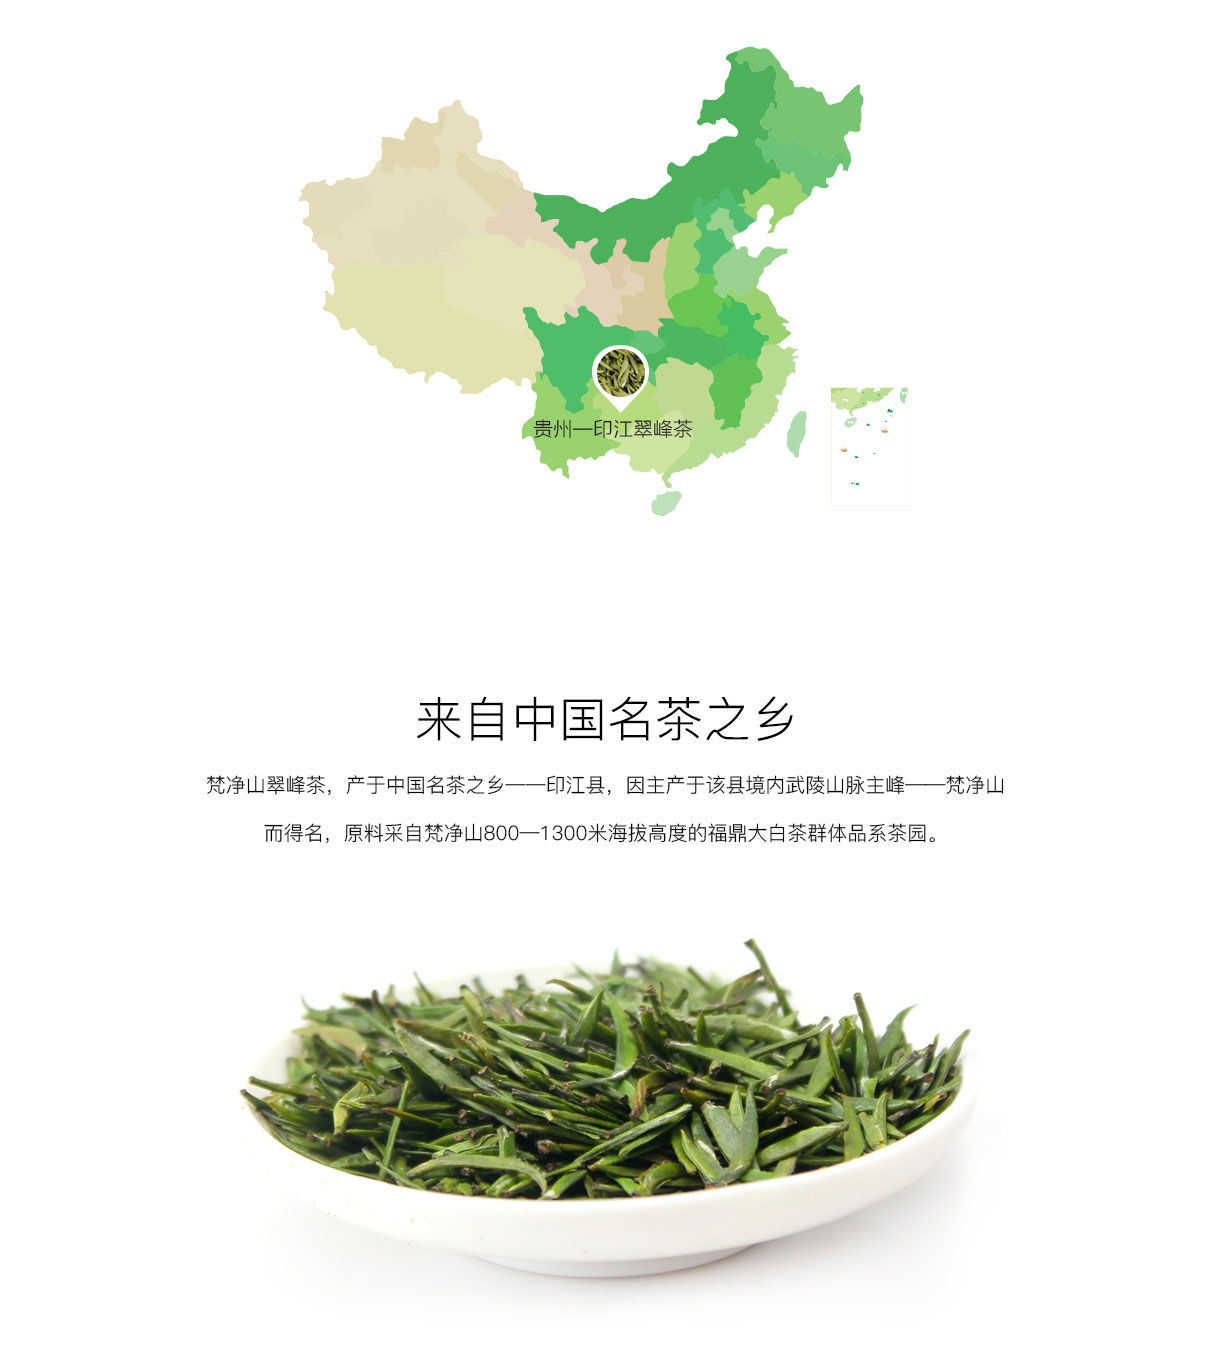 贵州—印江翠峰茶
来自中国名茶之乡
梵净山翠峰茶，产于中国名茶之乡——印江县，因主产于该县境内武陵山脉主峰——梵净山
而得名，原料采自梵净山800—1300米海拔高度的福鼎大白茶群体品系茶园。